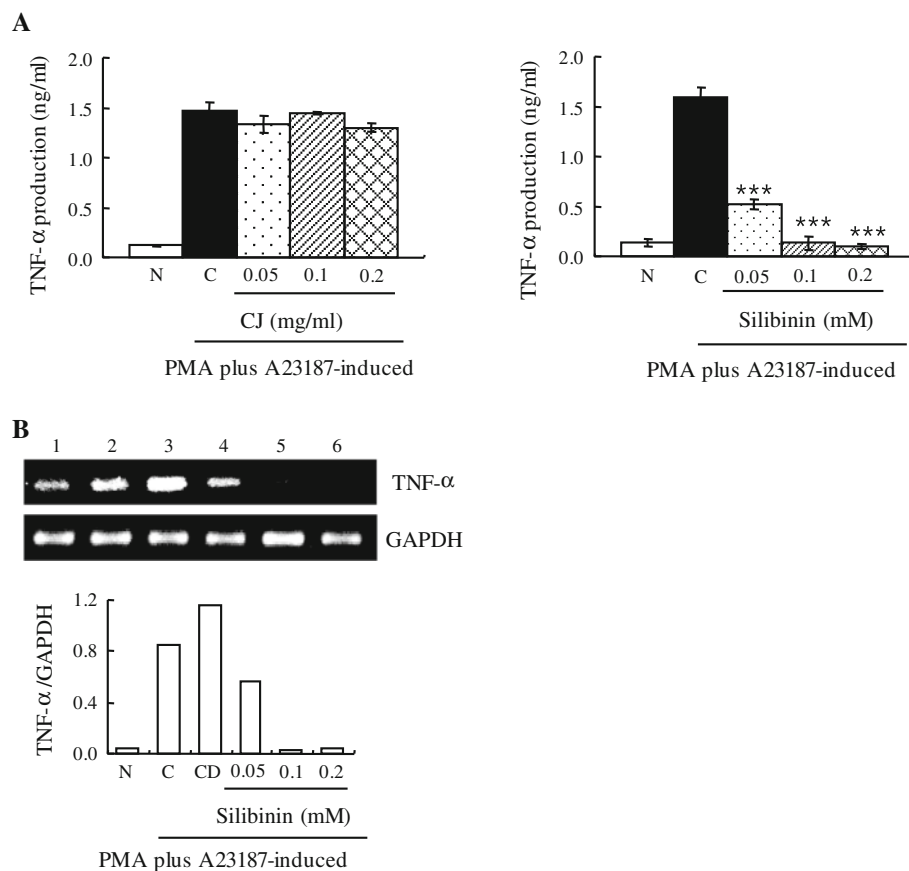 A
TNF-α production (ng/ml)
2.0
1.5
1.0
0.5
0.0
N C 0.05 0.1 0.2
CJ (mg/ml)
PMA plus A23187-induced
TNF-α production (ng/ml)
2.0
1.5
1.0
0.5
0.0
*** *** ***
N C 0.05 0.1 0.2
Silibinin (mM)
PMA plus A23187-induced
B
1 2 3 4 5 6
TNF-α
GAPDH
TNF-α/GAPDH
1.2
0.8
0.4
0.0
N C CD 0.05 0.1 0.2
Silibinin (mM)
PMA plus A23187-induced